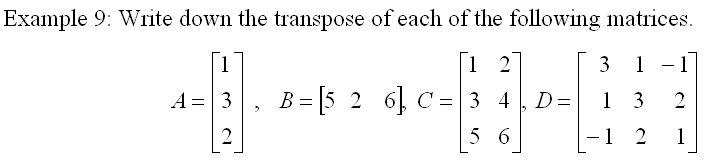 Example 9: Write down the transpose of each of the following matrices.
A = [1 3 2], B = [5 2 6], C = [1 2 3 4 5 6], D = [3 1 -1 1 3 2 -1 2 1]